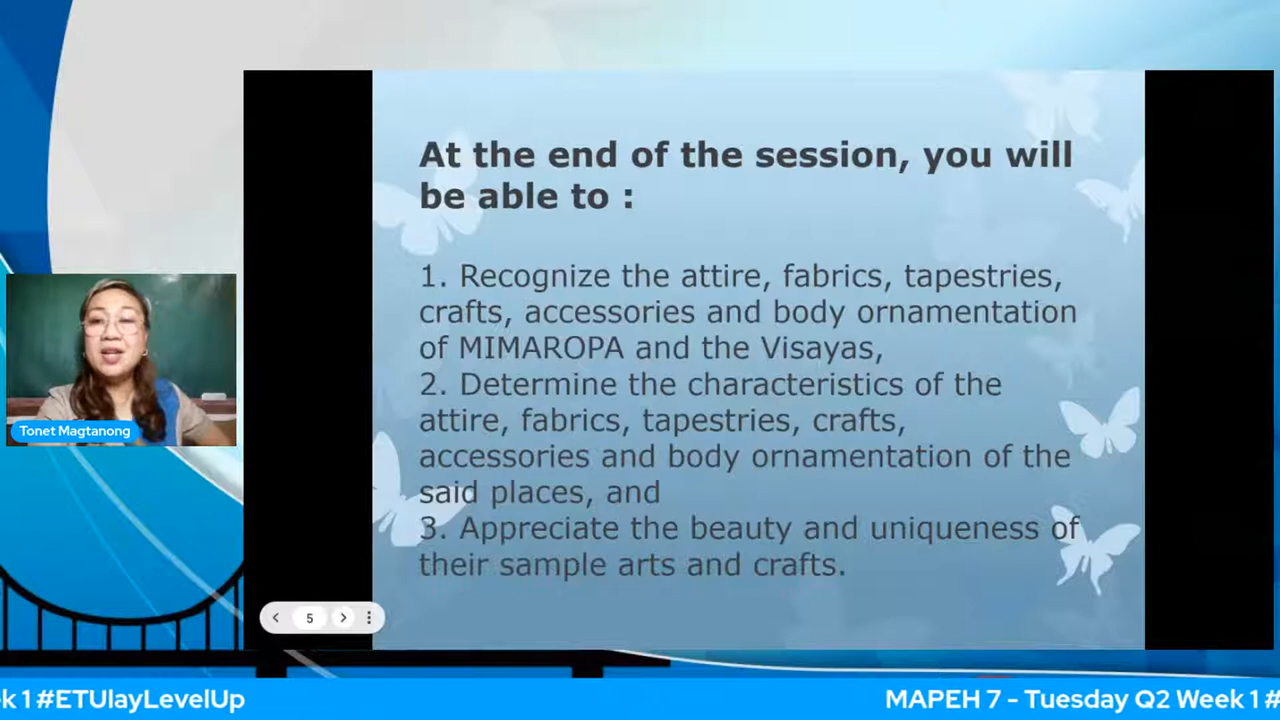 At the end of the session, you will
be able to :
1. Recognize the attire, fabrics, tapestries,
crafts, accessories and body ornamentation
of MIMAROPA and the Visayas,
2. Determine the characteristics of the
attire, fabrics, tapestries, crafts,
accessories and body ornamentation of the
said places, and
3. Appreciate the beauty and uniqueness of
their sample arts and crafts.
Tonet Magtanong
5
k 1 #ETUlayLevelUp
MAPEH 7 - Tuesday Q2 Week 1 #